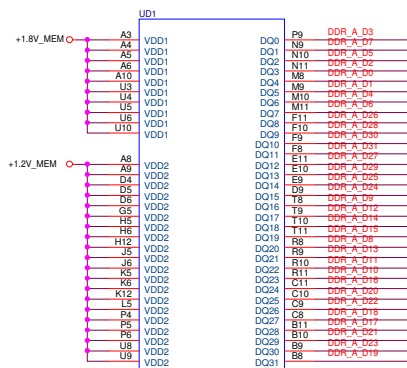 UD1
+1.8V_MEM A3 VDD1 DQ0 P9 DDR_A_D3
A4 VDD1 DQ1 N9 DDR_A_D7
A5 VDD1 DQ2 N10 DDR_A_D5
A6 VDD1 DQ3 N11 DDR_A_D2
A10 VDD1 DQ4 M8 DDR_A_D0
U3 VDD1 DQ5 M9 DDR_A_D1
U4 VDD1 DQ6 M10 DDR_A_D4
U5 VDD1 DQ7 M11 DDR_A_D6
U6 VDD1 DQ8 F11 DDR_A_D26
U10 VDD1 DQ9 F10 DDR_A_D28
DQ10 F9 DDR_A_D30
DQ11 F8 DDR_A_D31
+1.2V_MEM A8 VDD2 DQ12 E11 DDR_A_D27
A9 VDD2 DQ13 E10 DDR_A_D29
D4 VDD2 DQ14 E9 DDR_A_D25
D5 VDD2 DQ15 D9 DDR_A_D24
D6 VDD2 DQ16 T8 DDR_A_D9
G5 VDD2 DQ17 T9 DDR_A_D12
H5 VDD2 DQ18 T10 DDR_A_D14
H6 VDD2 DQ19 T11 DDR_A_D15
H12 VDD2 DQ20 R8 DDR_A_D8
J5 VDD2 DQ21 R9 DDR_A_D13
J6 VDD2 DQ22 R10 DDR_A_D11
K5 VDD2 DQ23 R11 DDR_A_D10
K6 VDD2 DQ24 C11 DDR_A_D16
K12 VDD2 DQ25 C10 DDR_A_D20
L5 VDD2 DQ26 C9 DDR_A_D22
P4 VDD2 DQ27 C8 DDR_A_D18
P5 VDD2 DQ28 B11 DDR_A_D17
P6 VDD2 DQ29 B10 DDR_A_D21
U8 VDD2 DQ30 B9 DDR_A_D23
U9 VDD2 DQ31 B8 DDR_A_D19